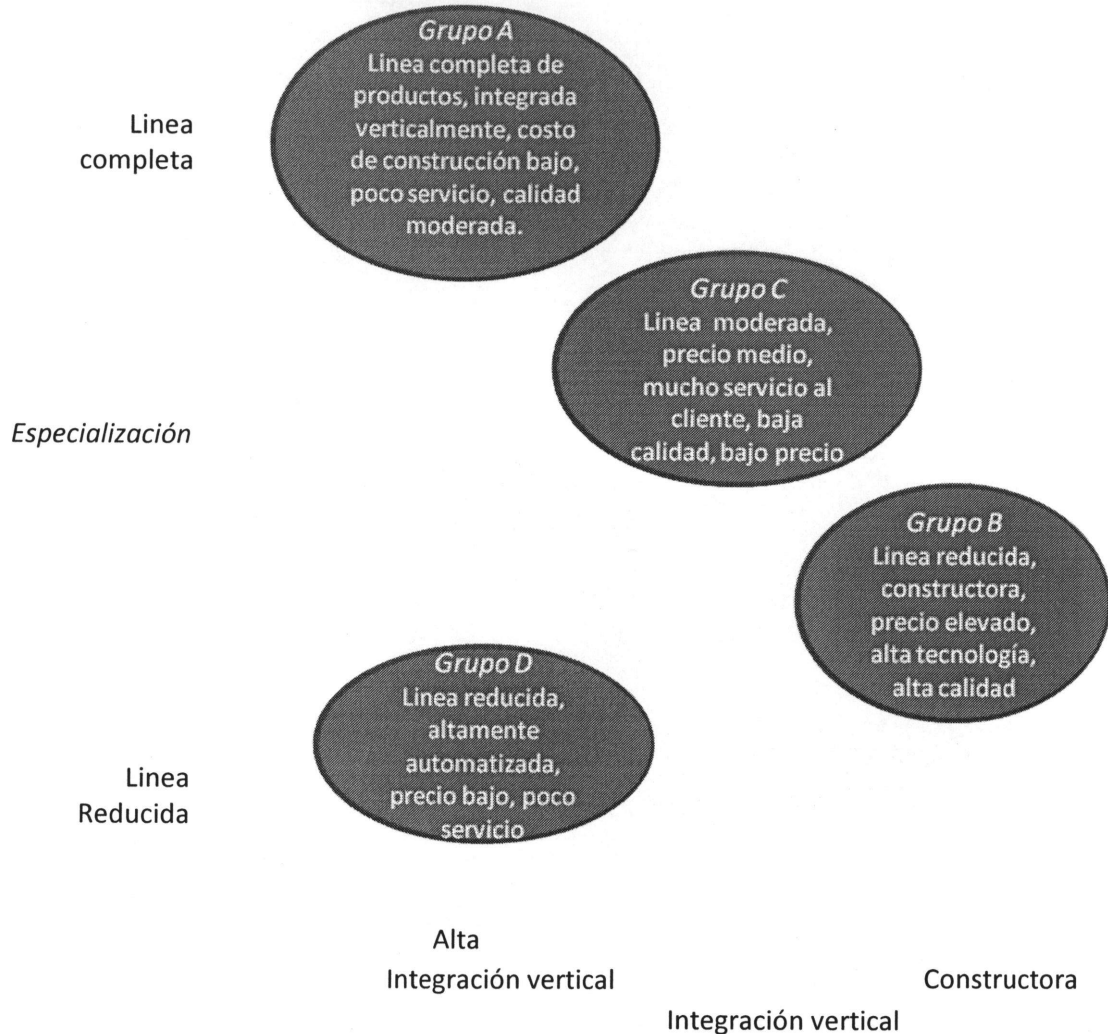 Grupo A
Linea completa de
productos, integrada
verticalmente, costo
de construcción bajo,
poco servicio, calidad
moderada.
Linea
completa
Grupo C
Linea moderada,
precio medio,
mucho servicio al
cliente, baja
calidad, bajo precio
Especialización
Grupo B
Linea reducida,
constructora,
precio elevado,
alta tecnología,
alta calidad
Grupo D
Linea reducida,
altamente
automatizada,
precio bajo, poco
servicio
Linea
Reducida
Alta
Integración vertical
Constructora
Integración vertical